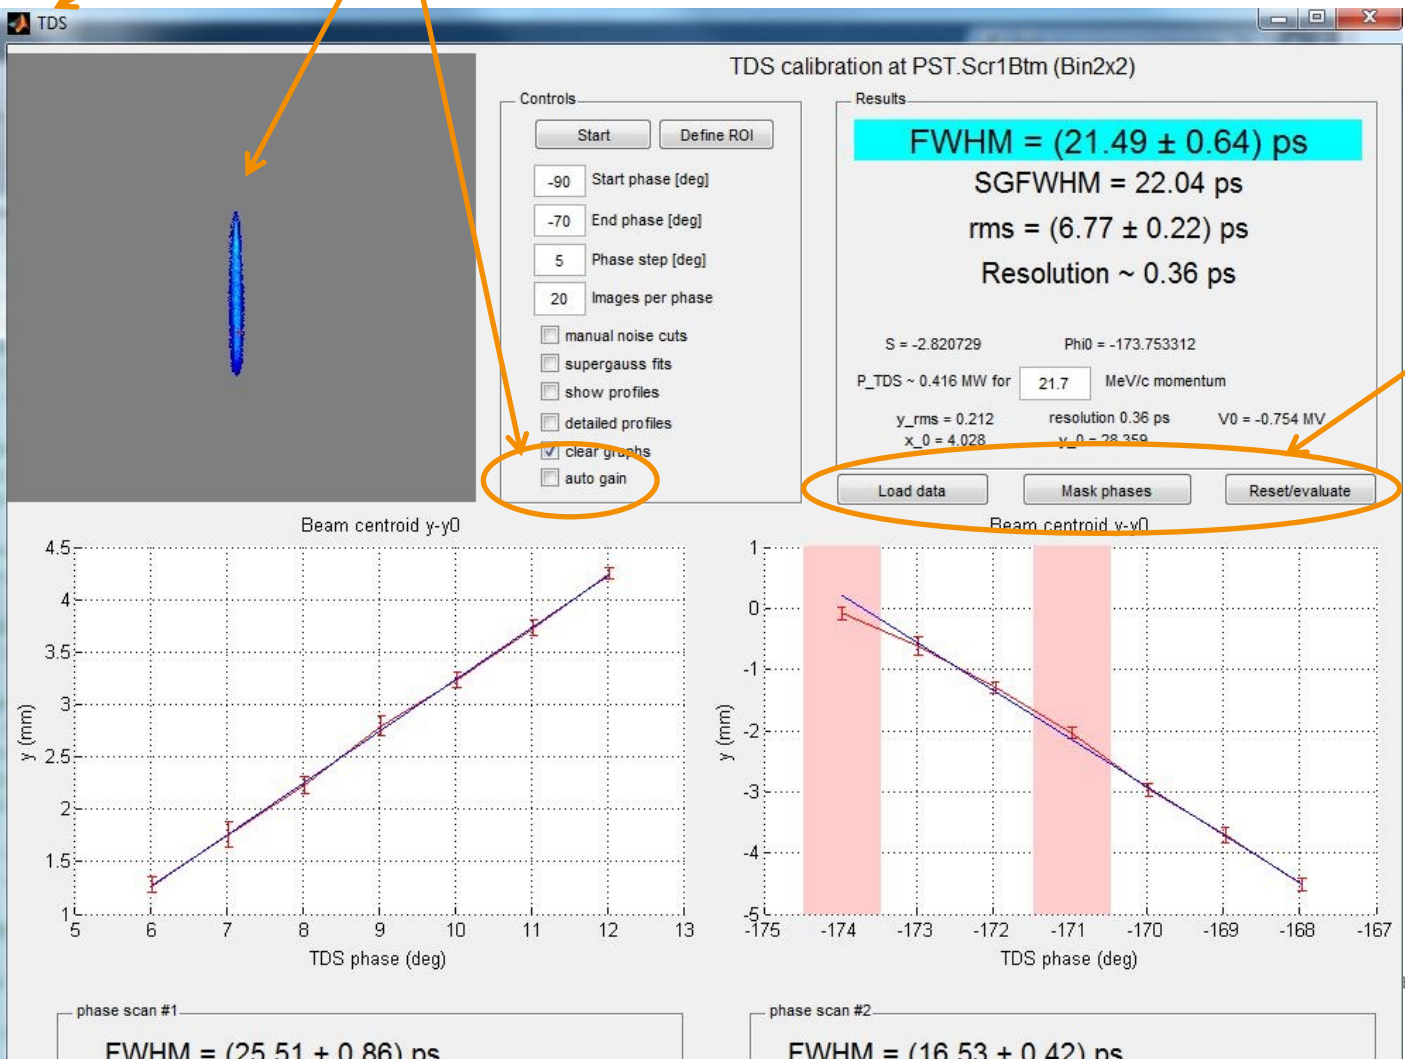 TDS
TDS calibration at PST.Scr1Btm (Bin2x2)
Controls
Start
Define ROI
-90 Start phase [deg]
-70 End phase [deg]
5 Phase step [deg]
20 Images per phase
manual noise cuts
supergauss fits
show profiles
detailed profiles
clear graphs
auto gain
Results
FWHM = (21.49 ± 0.64) ps
SGFWHM = 22.04 ps
rms = (6.77 ± 0.22) ps
Resolution ~ 0.36 ps
S = -2.820729 Phi0 = -173.753312
P_TDS ~ 0.416 MW for 21.7 MeV/c momentum
y_rms = 0.212 resolution 0.36 ps V0 = -0.754 MV
x_0 = 4.028 y_0 = 28.359
Load data Mask phases Reset/evaluate
Beam centroid y-y0
4.5
4
3.5
3
2.5
2
1.5
1
y (mm)
5 6 7 8 9 10 11 12 13
TDS phase (deg)
Beam centroid y-y0
1
0
-1
-2
-3
-4
-5
y (mm)
-175 -174 -173 -172 -171 -170 -169 -168 -167
TDS phase (deg)
phase scan #1
FWHM = (25.51 ± 0.86) ps
phase scan #2
FWHM = (16.53 ± 0.42) ps